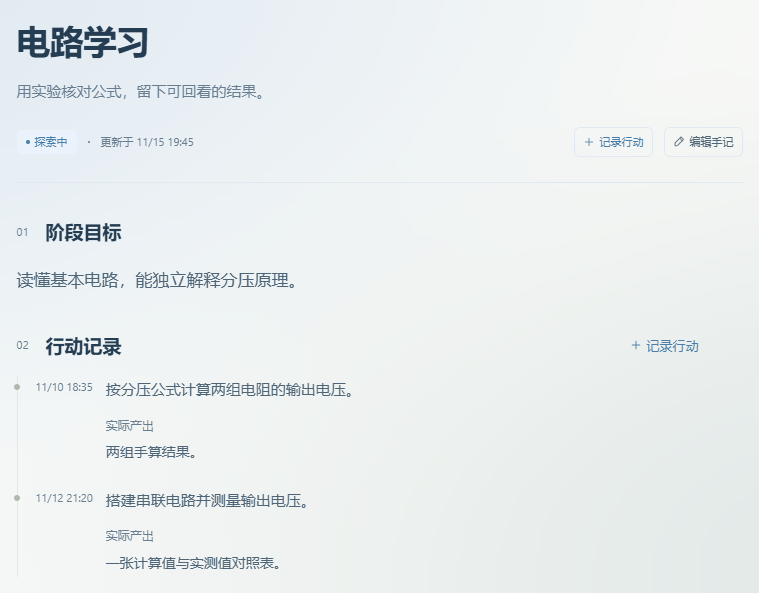 电路学习
用实验核对公式，留下可回看的结果。
• 探索中 · 更新于 11/15 19:45 + 记录行动 编辑手记
01 阶段目标
读懂基本电路，能独立解释分压原理。
02 行动记录 + 记录行动
11/10 18:35 按分压公式计算两组电阻的输出电压。
实际产出
两组手算结果。
11/12 21:20 搭建串联电路并测量输出电压。
实际产出
一张计算值与实测值对照表。